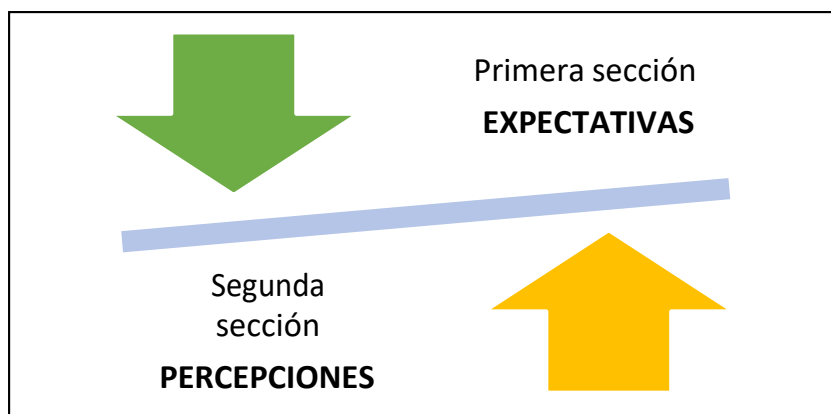 Primera sección
EXPECTATIVAS
Segunda
sección
PERCEPCIONES